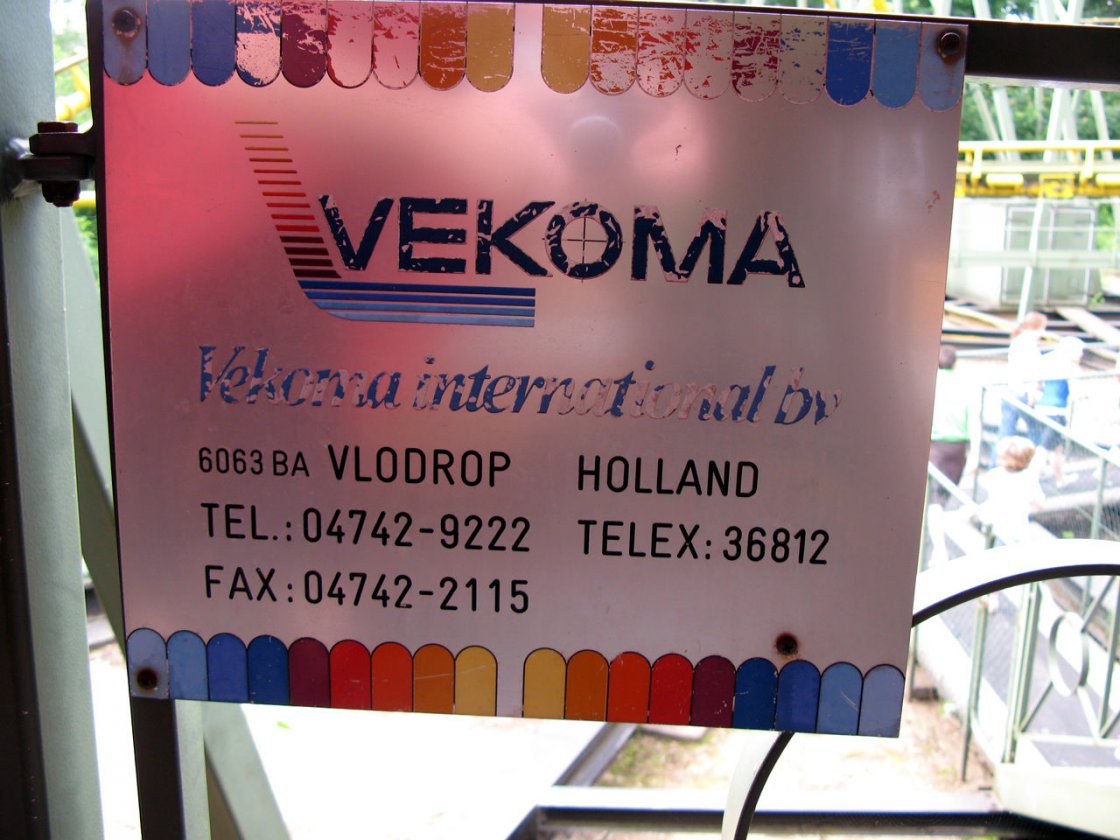 VEKOMA
Vekoma international bv
6063 BA VLODROP HOLLAND
TEL.: 04742-9222 TELEX: 36812
FAX: 04742-2115